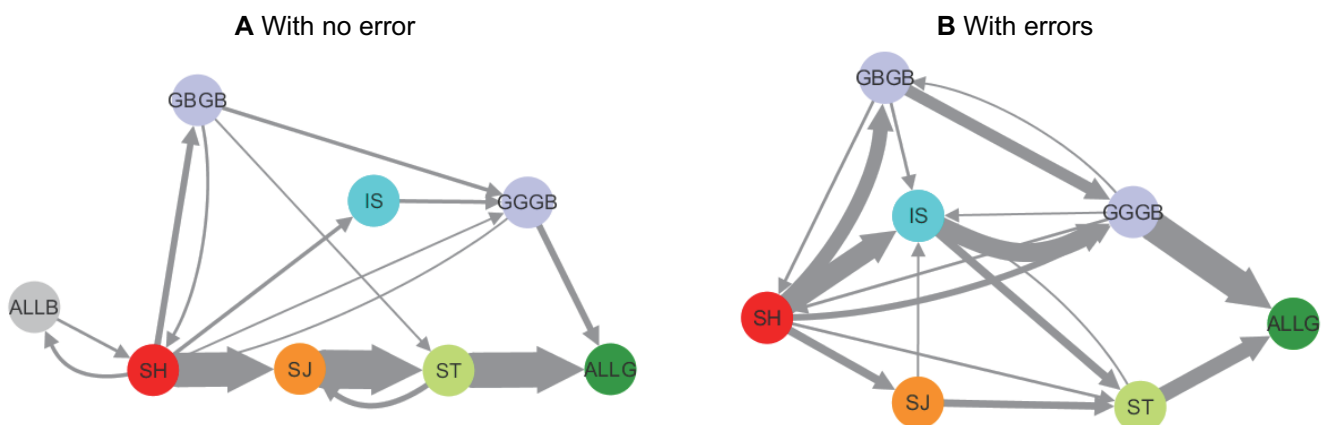 A With no error
GBGB
IS
GGGB
ALLB
SH
SJ
ST
ALLG
B With errors
GBGB
IS
GGGB
SH
ALLG
SJ
ST